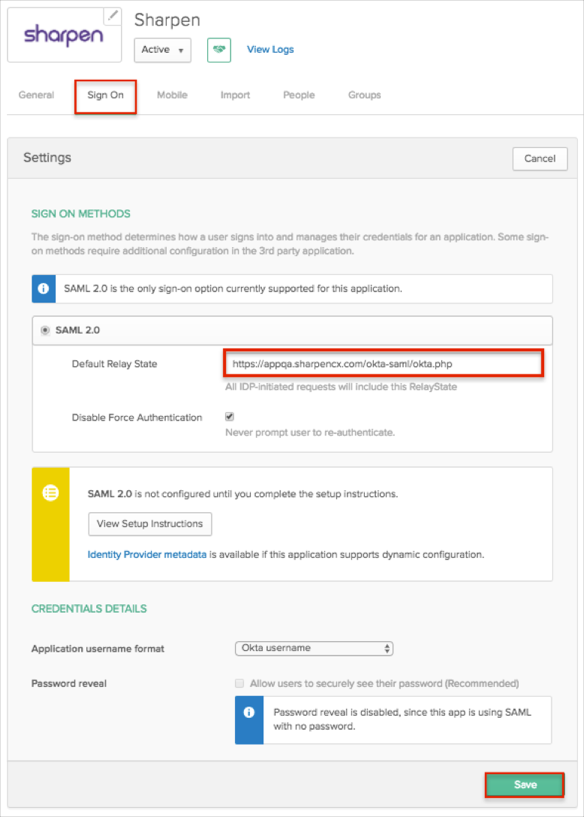 sharpen
Sharpen
Active
View Logs
General Sign On Mobile Import People Groups
Settings
Cancel
SIGN ON METHODS
The sign-on method determines how a user signs into and manages their credentials for an application. Some sign-
on methods require additional configuration in the 3rd party application.
SAML 2.0 is the only sign-on option currently supported for this application.
SAML 2.0
Default Relay State
https://appqa.sharpencx.com/okta-saml/okta.php
All IDP-initiated requests will include this RelayState
Disable Force Authentication
Never prompt user to re-authenticate.
SAML 2.0 is not configured until you complete the setup instructions.
View Setup Instructions
Identity Provider metadata is available if this application supports dynamic configuration.
CREDENTIALS DETAILS
Application username format
Okta username
Password reveal
Allow users to securely see their password (Recommended)
Password reveal is disabled, since this app is using SAML
with no password.
Save